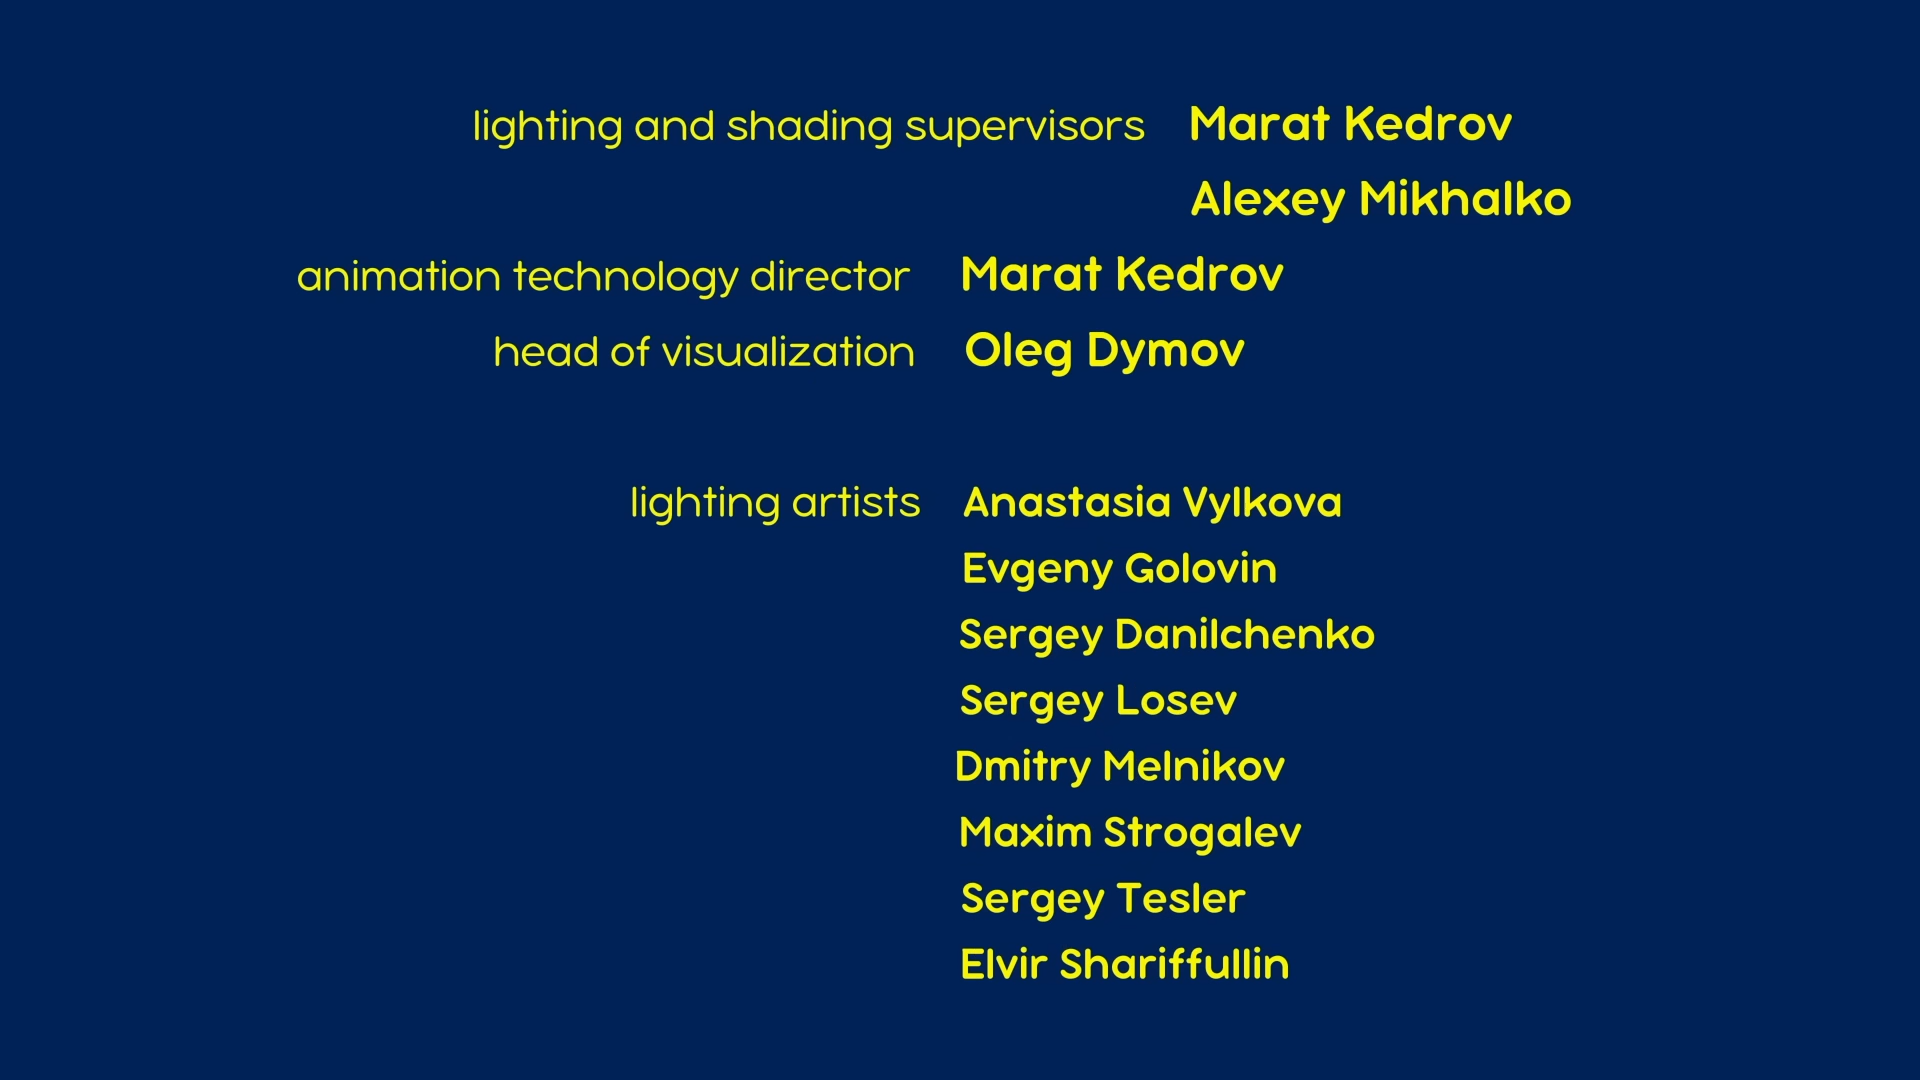 lighting and shading supervisors Marat Kedrov
Alexey Mikhalko
animation technology director Marat Kedrov
head of visualization Oleg Dymov
lighting artists Anastasia Vylkova
Evgeny Golovin
Sergey Danilchenko
Sergey Losev
Dmitry Melnikov
Maxim Strogalev
Sergey Tesler
Elvir Shariffullin